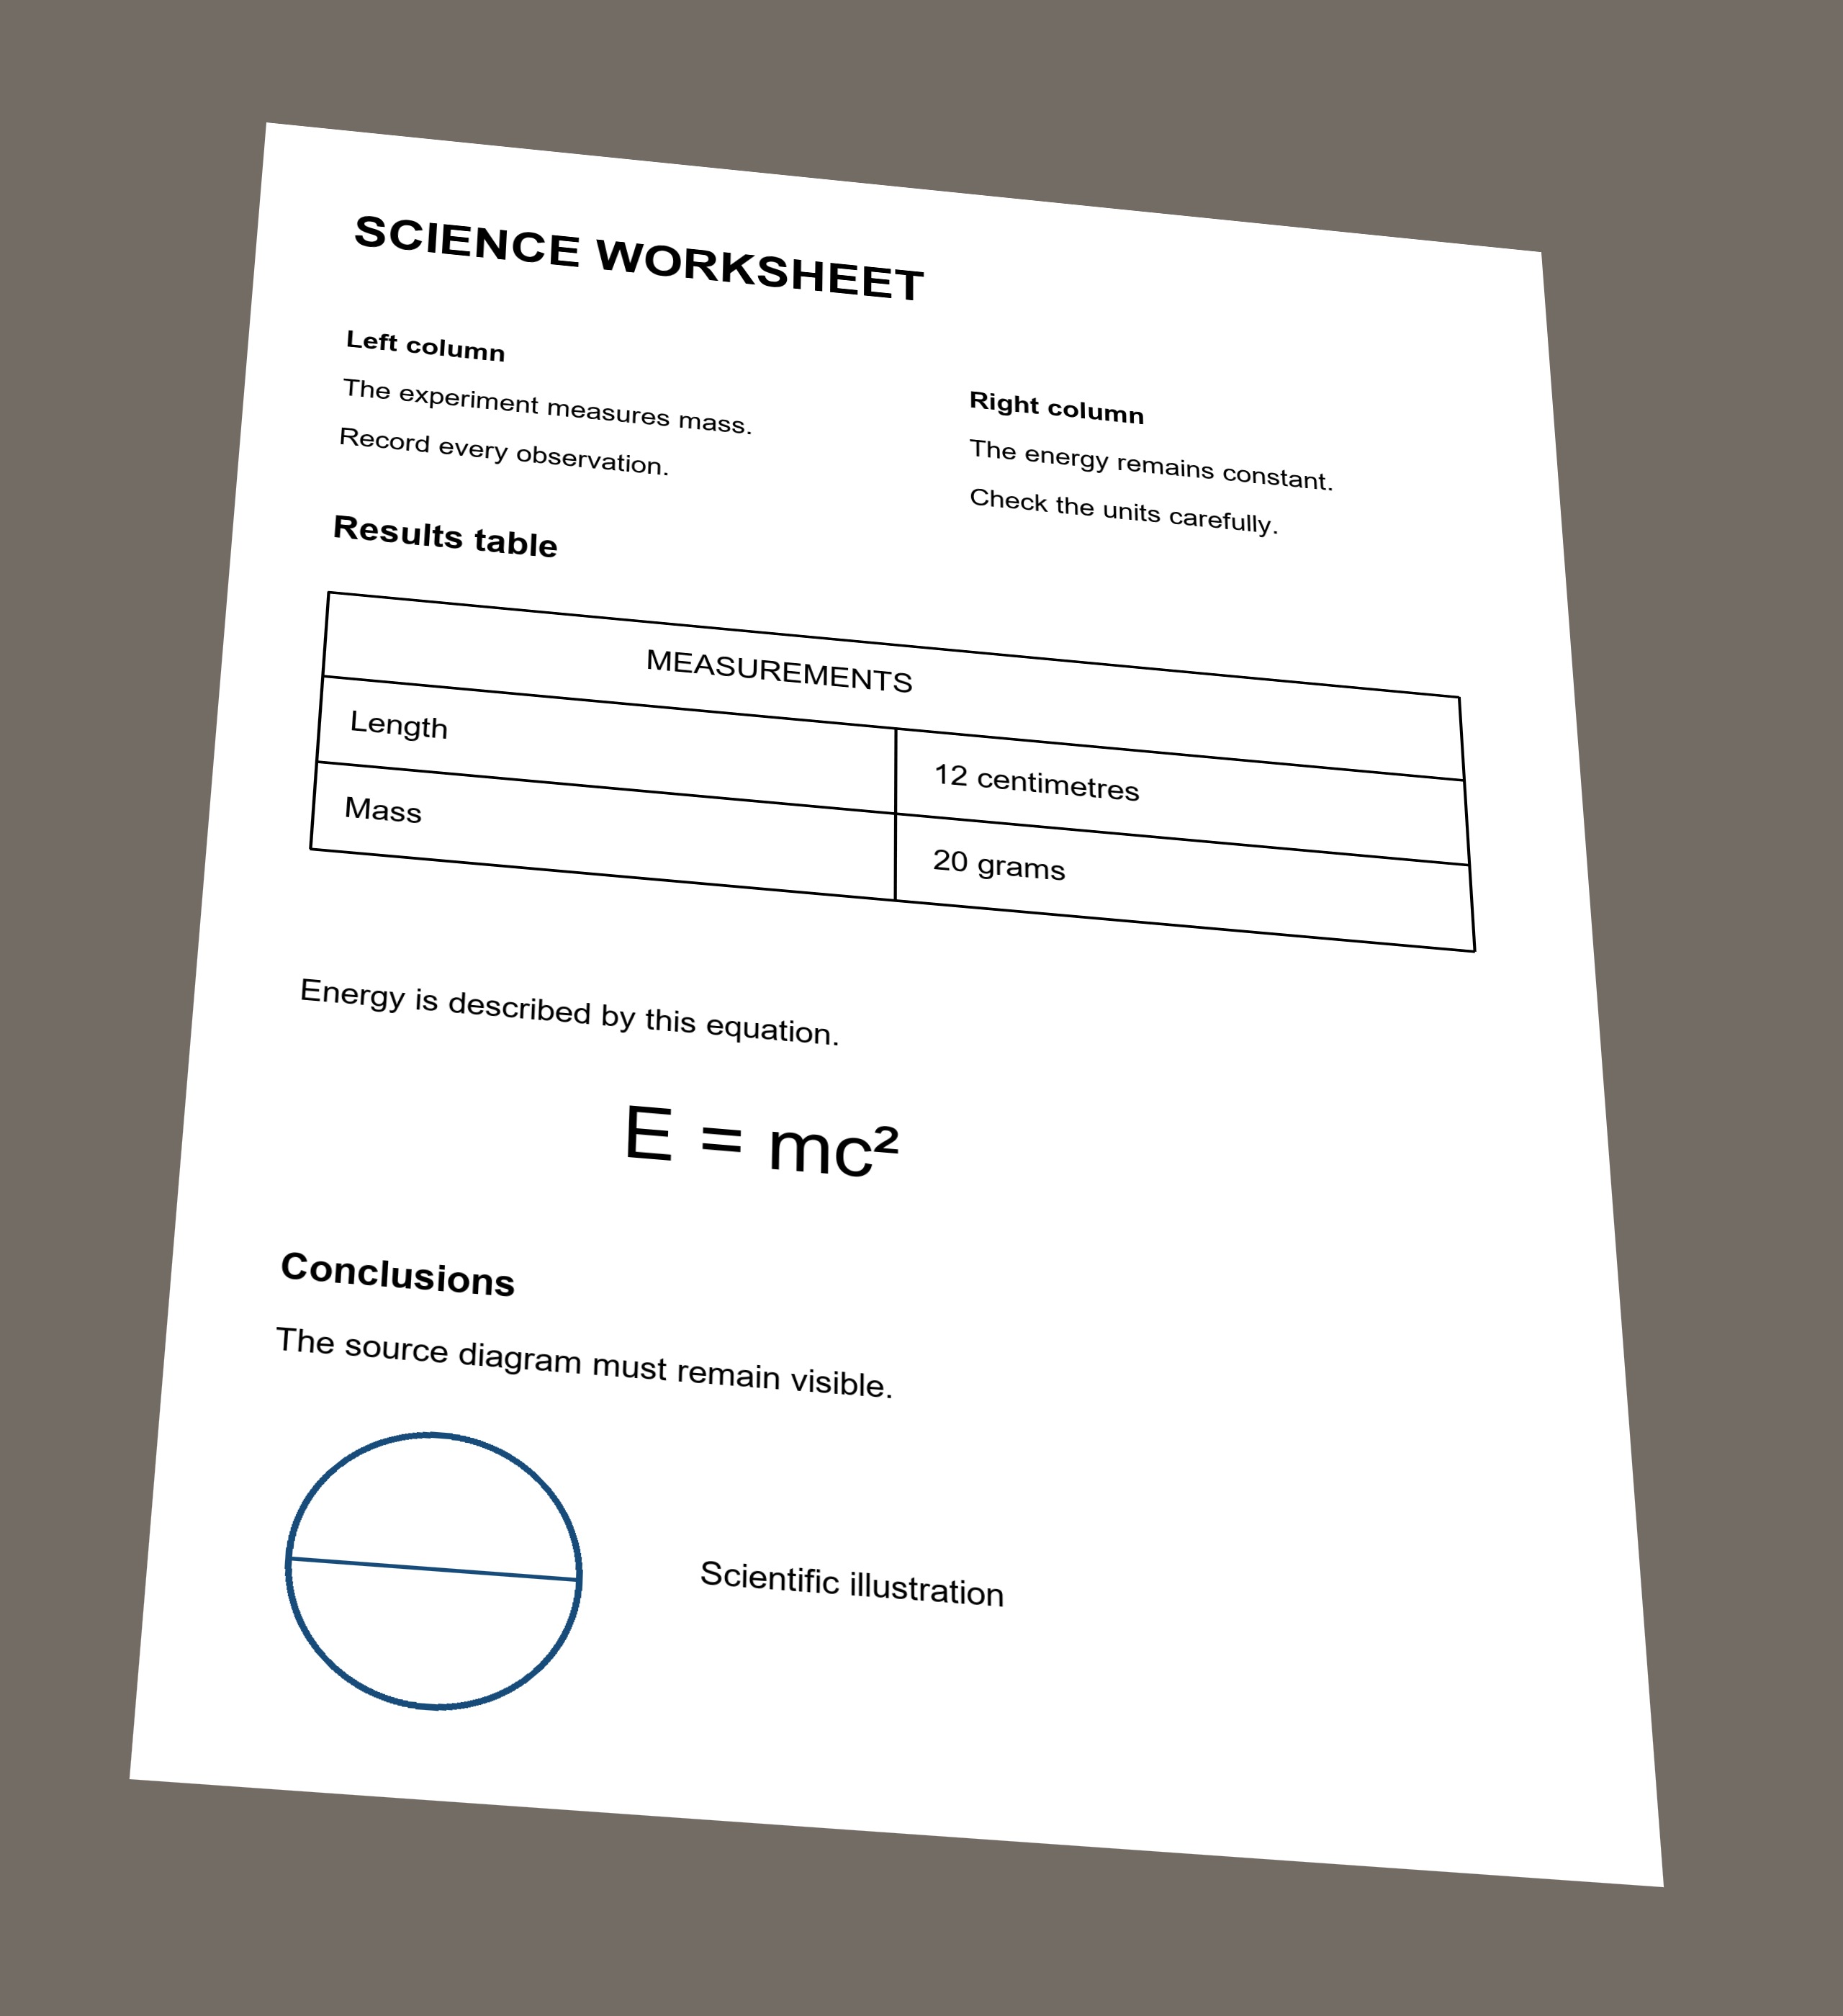 SCIENCE WORKSHEET
Left column
The experiment measures mass.
Record every observation.
Right column
The energy remains constant.
Check the units carefully.
Results table
MEASUREMENTS
Length
12 centimetres
Mass
20 grams
Energy is described by this equation.
E = mc²
Conclusions
The source diagram must remain visible.
Scientific illustration